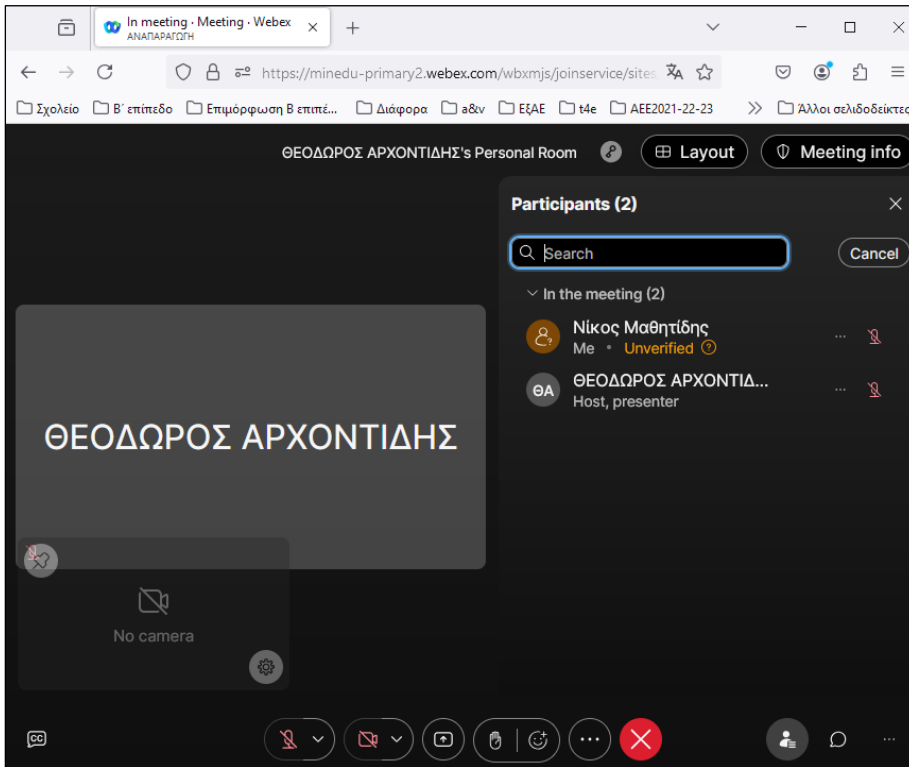 In meeting · Meeting · Webex
ΑΝΑΠΑΡΑΓΩΓΗ
https://minedu-primary2.webex.com/wbxmjs/joinservice/sites
Σχολείο Β' επίπεδο Επιμόρφωση Β επιπέ... Διάφορα a&v ΕξΑΕ t4e ΑΕΕ2021-22-23 Άλλοι σελιδοδείκτες
ΘΕΟΔΩΡΟΣ ΑΡΧΟΝΤΙΔΗΣ's Personal Room Layout Meeting info
Participants (2)
Search Cancel
In the meeting (2)
Νίκος Μαθητίδης
Me • Unverified ?
ΘΑ ΘΕΟΔΩΡΟΣ ΑΡΧΟΝΤΙΔ...
Host, presenter
ΘΕΟΔΩΡΟΣ ΑΡΧΟΝΤΙΔΗΣ
No camera
CC